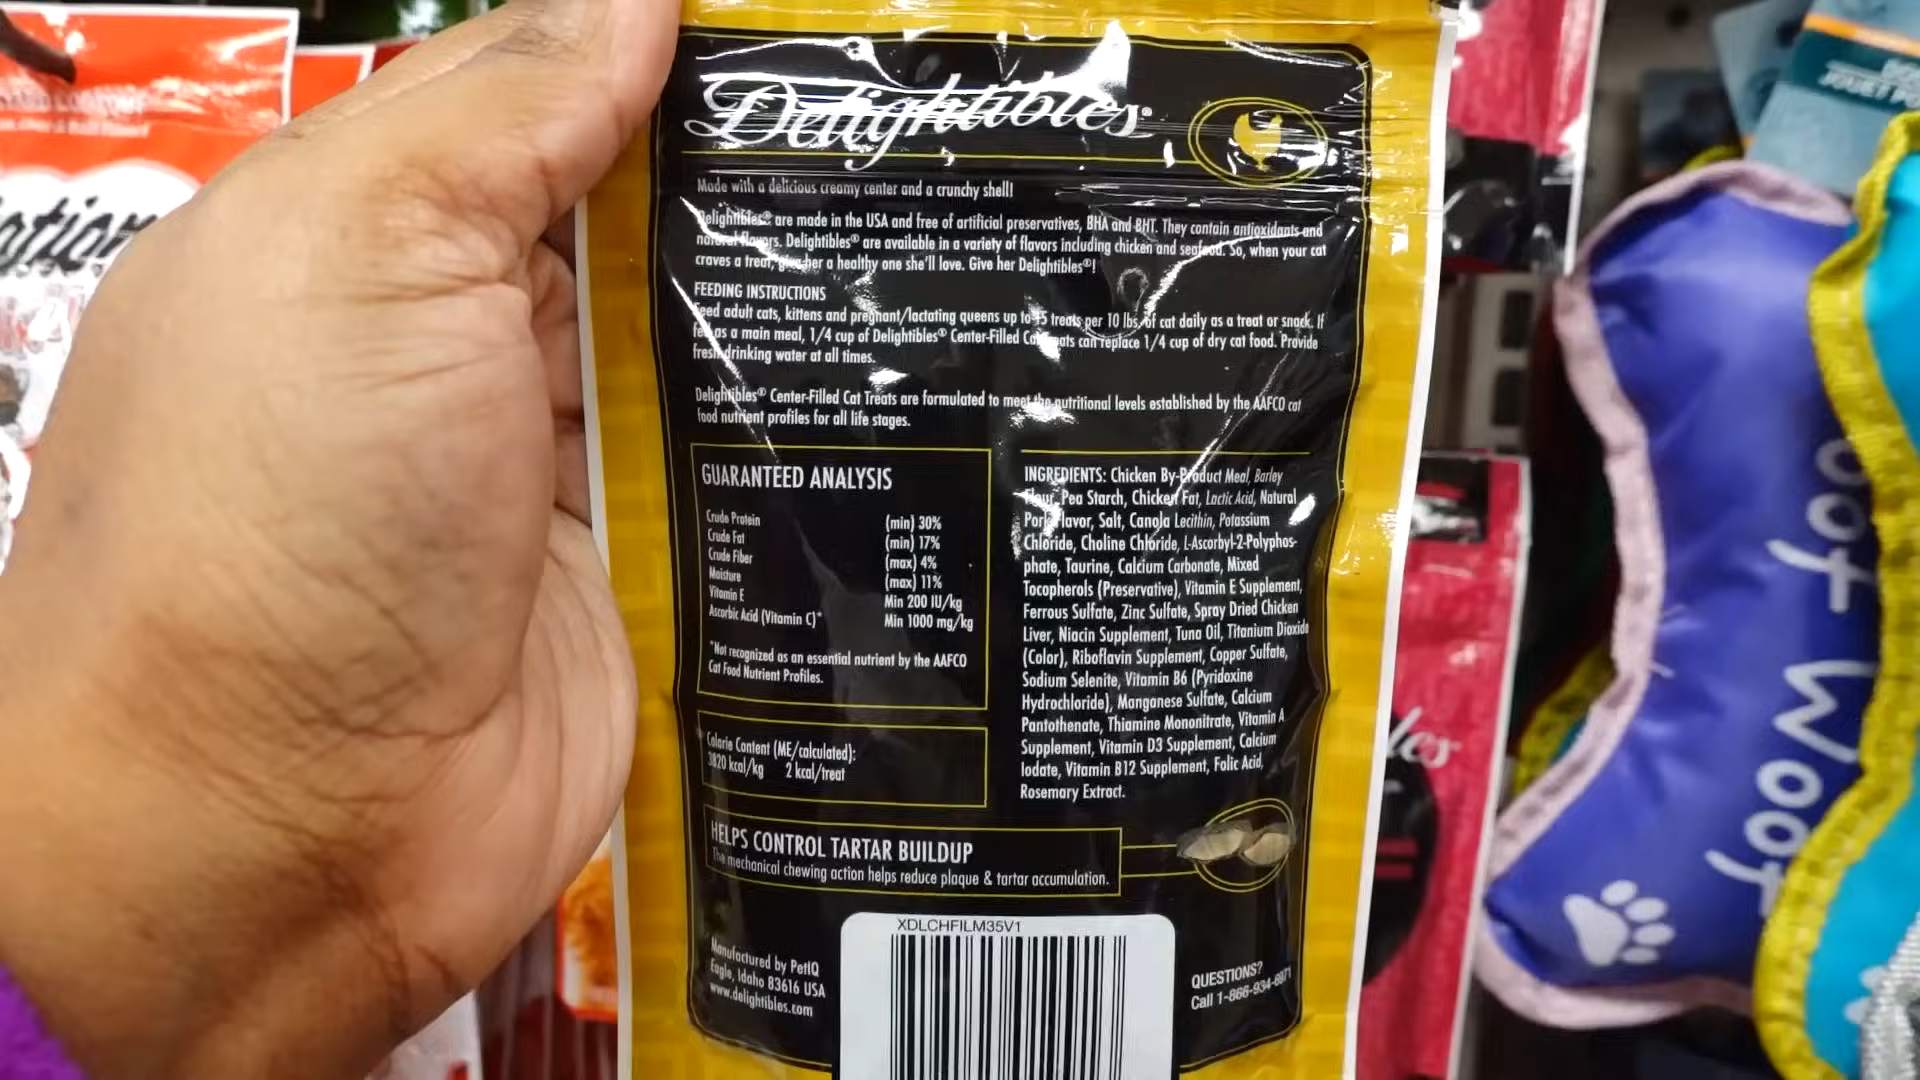 Delightibles®
Made with a delicious creamy center and a crunchy shell!
Delightibles® are made in the USA and free of artificial preservatives, BHA and BHT. They contain antioxidants and
natural flavors. Delightibles® are available in a variety of flavors including chicken and seafood. So, when your cat
craves a treat, give her a healthy one she'll love. Give her Delightibles®!
FEEDING INSTRUCTIONS
Feed adult cats, kittens and pregnant/lactating queens up to 15 treats per 10 lbs. of cat daily as a treat or snack. If
fed as a main meal, 1/4 cup of Delightibles® Center-Filled Cat Treats can replace 1/4 cup of dry cat food. Provide
fresh drinking water at all times.
Delightibles® Center-Filled Cat Treats are formulated to meet the nutritional levels established by the AAFCO cat
food nutrient profiles for all life stages.
GUARANTEED ANALYSIS
Crude Protein (min) 30%
Crude Fat (min) 17%
Crude Fiber (max) 4%
Moisture (max) 11%
Vitamin E Min 200 IU/kg
Ascorbic Acid (Vitamin C)* Min 1000 mg/kg
*Not recognized as an essential nutrient by the AAFCO
Cat Food Nutrient Profiles.
Calorie Content (ME/calculated):
3820 kcal/kg 2 kcal/treat
INGREDIENTS: Chicken By-Product Meal, Barley
Flour, Pea Starch, Chicken Fat, Lactic Acid, Natural
Pork Flavor, Salt, Canola Lecithin, Potassium
Chloride, Choline Chloride, L-Ascorbyl-2-Polyphos-
phate, Taurine, Calcium Carbonate, Mixed
Tocopherols (Preservative), Vitamin E Supplement,
Ferrous Sulfate, Zinc Sulfate, Spray Dried Chicken
Liver, Niacin Supplement, Tuna Oil, Titanium Dioxide
(Color), Riboflavin Supplement, Copper Sulfate,
Sodium Selenite, Vitamin B6 (Pyridoxine
Hydrochloride), Manganese Sulfate, Calcium
Pantothenate, Thiamine Mononitrate, Vitamin A
Supplement, Vitamin D3 Supplement, Calcium
Iodate, Vitamin B12 Supplement, Folic Acid,
Rosemary Extract.
HELPS CONTROL TARTAR BUILDUP
The mechanical chewing action helps reduce plaque & tartar accumulation.
Manufactured by PetIQ
Eagle, Idaho 83616 USA
www.delightibles.com
XDLCHFILM35V1
QUESTIONS?
Call 1-866-934-6971
Woof